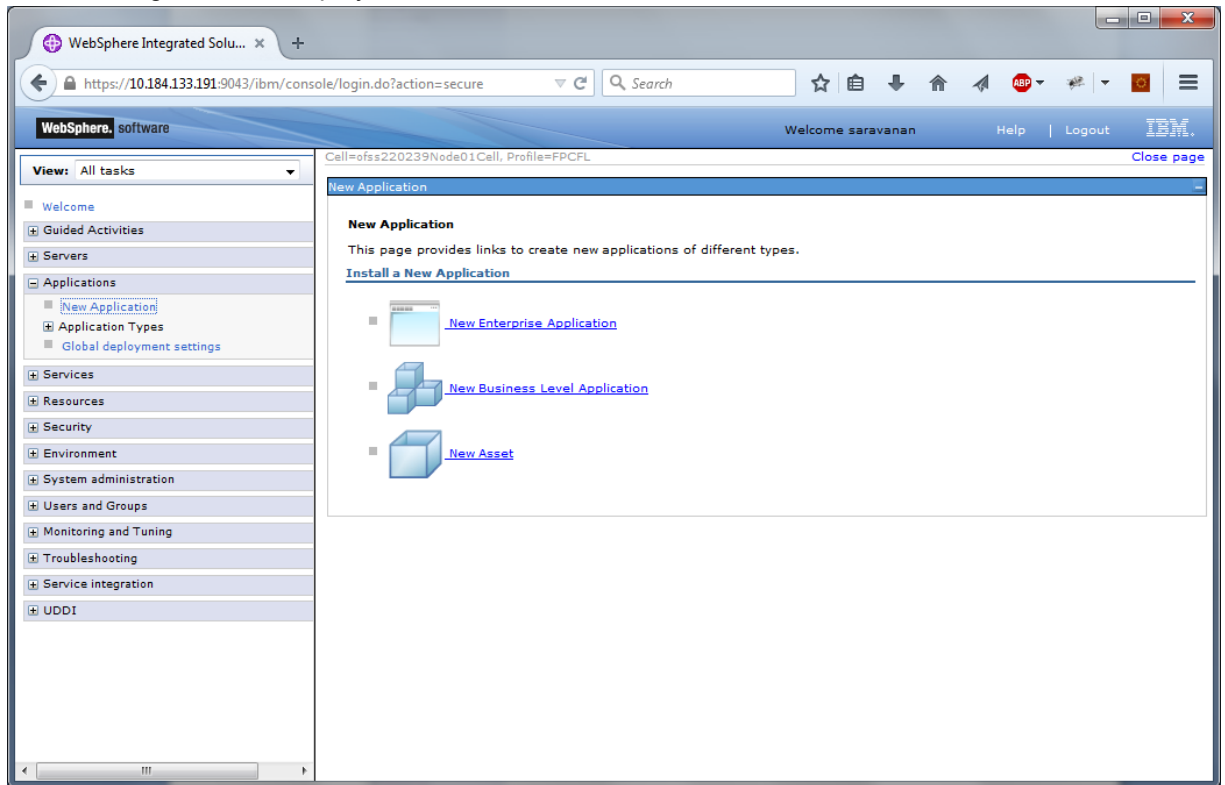 WebSphere Integrated Solu...
https://10.184.133.191:9043/ibm/console/login.do?action=secure
Search
ABP
WebSphere. software
Welcome saravanan
Help | Logout
IBM.
View: All tasks
Cell=ofss220239Node01Cell, Profile=FPCFL
Close page
New Application
Welcome
Guided Activities
Servers
Applications
New Application
Application Types
Global deployment settings
Services
Resources
Security
Environment
System administration
Users and Groups
Monitoring and Tuning
Troubleshooting
Service integration
UDDI
New Application
This page provides links to create new applications of different types.
Install a New Application
New Enterprise Application
New Business Level Application
New Asset